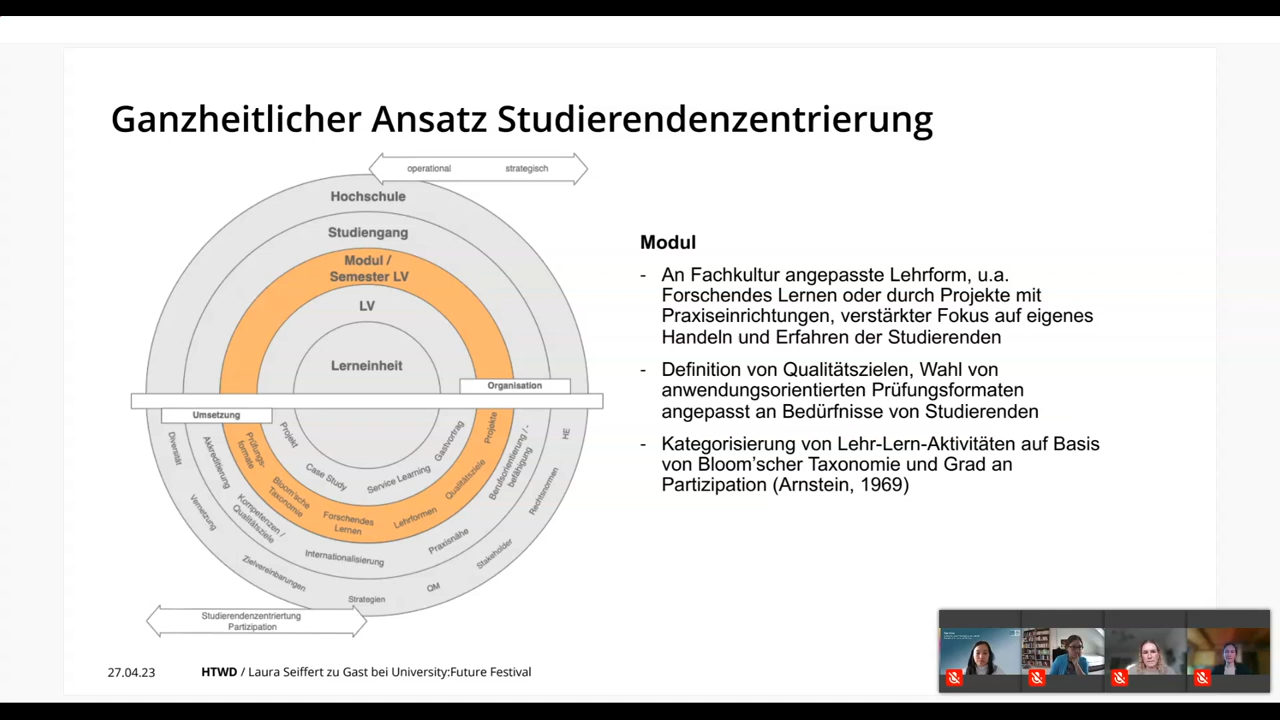 Ganzheitlicher Ansatz Studierendenzentrierung
operational strategisch
Hochschule
Studiengang
Modul /
Semester LV
LV
Lerneinheit
Organisation
Umsetzung
Projekt
Case Study
Service Learning
Gastvortrag
Prüfungs-
formate
Bloom'sche
Taxonomie
Forschendes
Lernen
Lehrformen
Qualitätsziele
Projekte
Akkreditierung
Kompetenzen /
Qualitätsziele
Internationalisierung
Praxisnähe
Berufsorientierung / -
betätigung
Diversität
Vernetzung
Zielvereinbarungen
Strategien
QM
Stakeholder
Rechtsnormen
HE
Studierendenzentriertung
Partizipation
Modul
- An Fachkultur angepasste Lehrform, u.a.
Forschendes Lernen oder durch Projekte mit
Praxiseinrichtungen, verstärkter Fokus auf eigenes
Handeln und Erfahren der Studierenden
- Definition von Qualitätszielen, Wahl von
anwendungsorientierten Prüfungsformaten
angepasst an Bedürfnisse von Studierenden
- Kategorisierung von Lehr-Lern-Aktivitäten auf Basis
von Bloom'scher Taxonomie und Grad an
Partizipation (Arnstein, 1969)
27.04.23 HTWD / Laura Seiffert zu Gast bei University:Future Festival